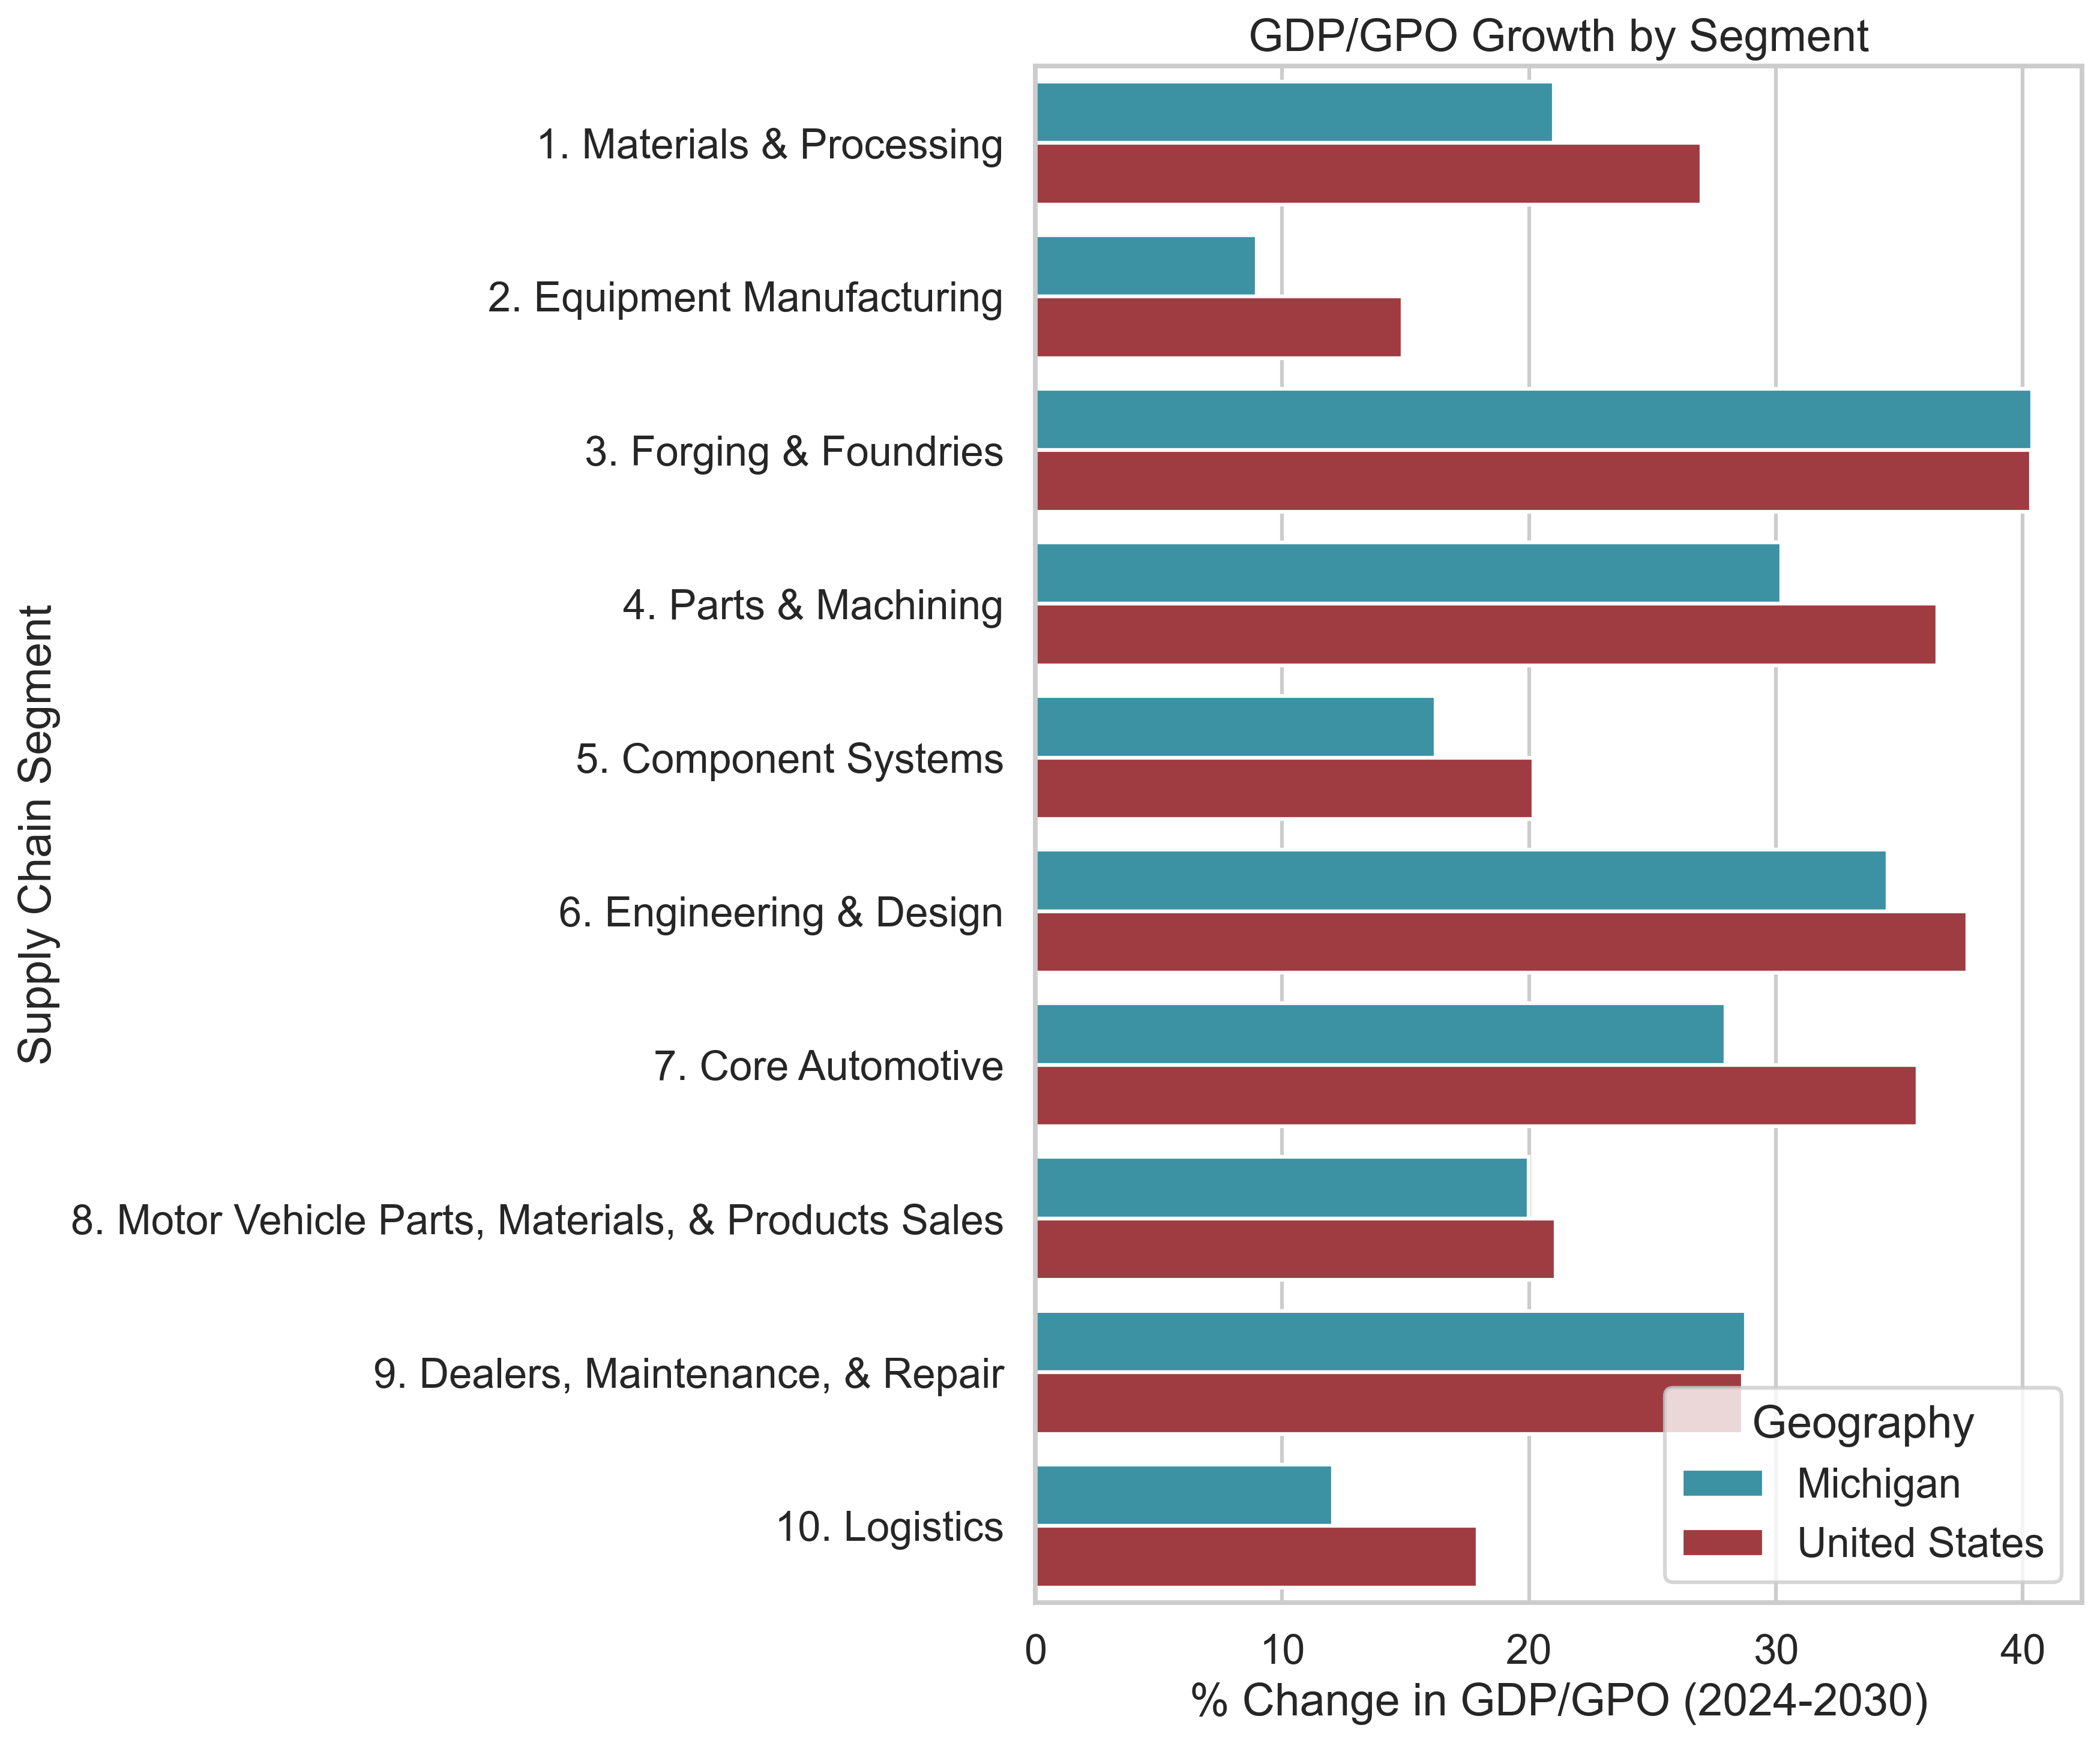 GDP/GPO Growth by Segment
Supply Chain Segment
1. Materials & Processing
2. Equipment Manufacturing
3. Forging & Foundries
4. Parts & Machining
5. Component Systems
6. Engineering & Design
7. Core Automotive
8. Motor Vehicle Parts, Materials, & Products Sales
9. Dealers, Maintenance, & Repair
10. Logistics
Geography
Michigan
United States
0 10 20 30 40
% Change in GDP/GPO (2024-2030)